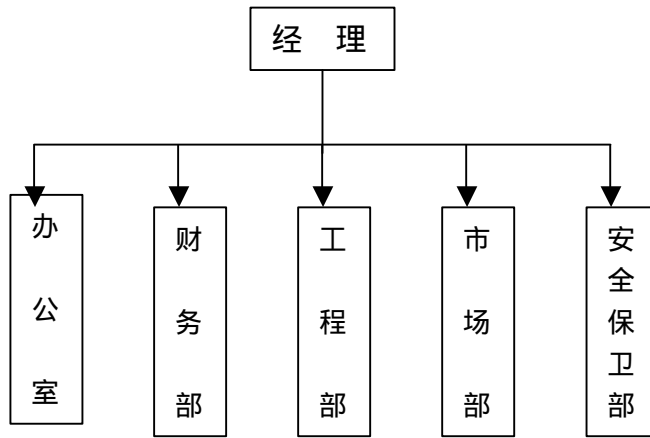 经 理
办公室
财务部
工程部
市场部
安全保卫部